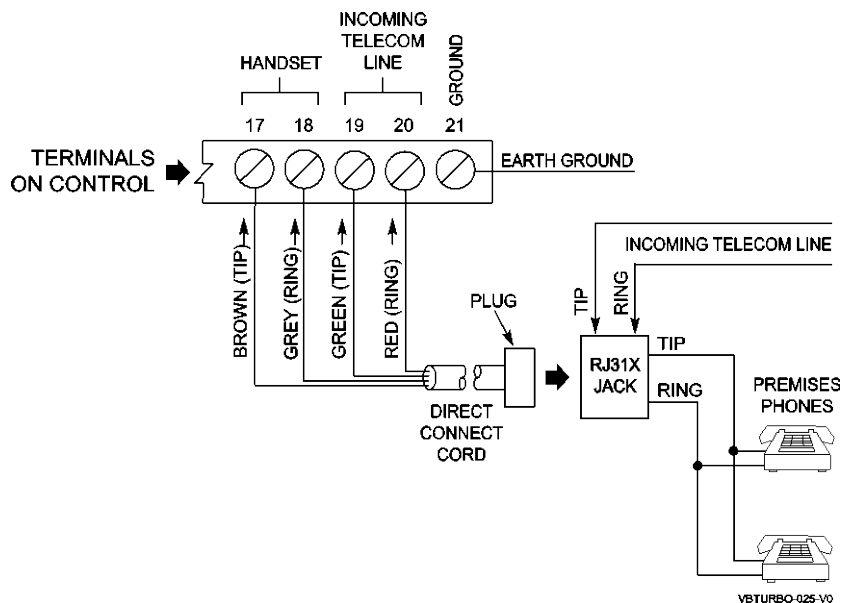 INCOMING
TELECOM
LINE
HANDSET
GROUND
17 18 19 20 21
TERMINALS
ON CONTROL
EARTH GROUND
BROWN (TIP)
GREY (RING)
GREEN (TIP)
RED (RING)
PLUG
DIRECT
CONNECT
CORD
INCOMING TELECOM LINE
TIP
RING
RJ31X
JACK
TIP
RING
PREMISES
PHONES
VBTURBO-025-V0